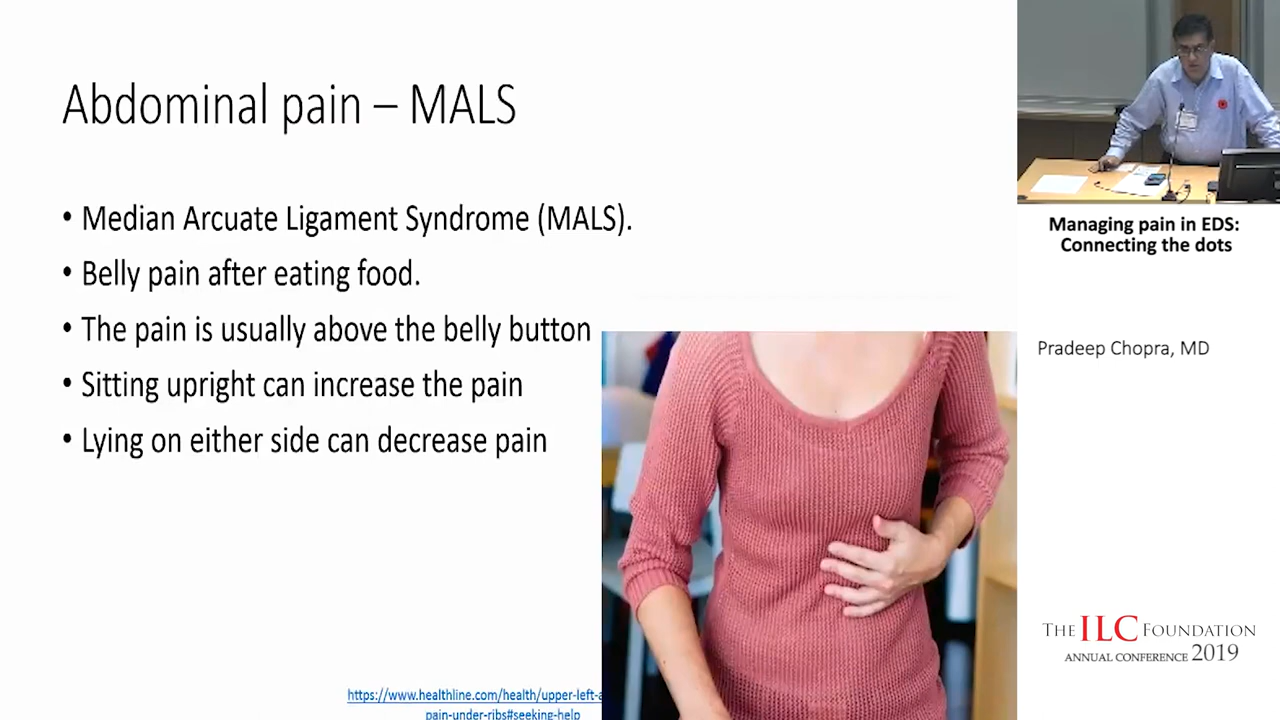 Abdominal pain – MALS
• Median Arcuate Ligament Syndrome (MALS).
• Belly pain after eating food.
• The pain is usually above the belly button
• Sitting upright can increase the pain
• Lying on either side can decrease pain
https://www.healthline.com/health/upper-left-a
pain-under-ribs#seeking-help
Managing pain in EDS:
Connecting the dots
Pradeep Chopra, MD
THE ILC FOUNDATION
ANNUAL CONFERENCE 2019